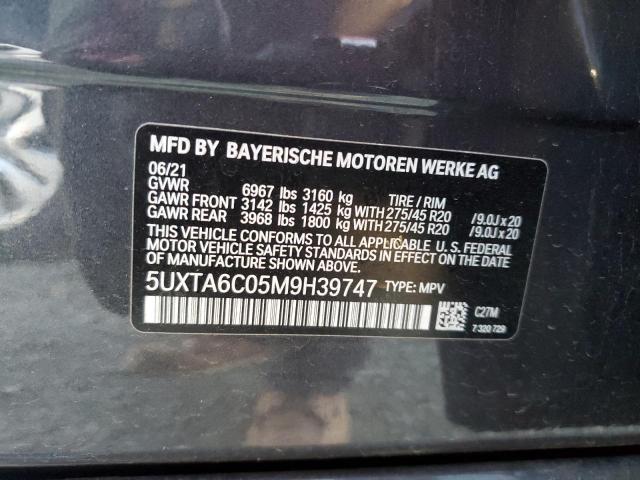 MFD BY BAYERISCHE MOTOREN WERKE AG
06/21
GVWR 6967 lbs 3160 kg TIRE / RIM
GAWR FRONT 3142 lbs 1425 kg WITH 275/45 R20 /9.0J x 20
GAWR REAR 3968 lbs 1800 kg WITH 275/45 R20 /9.0J x 20
THIS VEHICLE CONFORMS TO ALL APPLICABLE U. S. FEDERAL
MOTOR VEHICLE SAFETY STANDARDS IN EFFECT ON THE DATE
OF MANUFACTURE SHOWN ABOVE.
5UXTA6C05M9H39747 TYPE: MPV
C27M
7 320 729